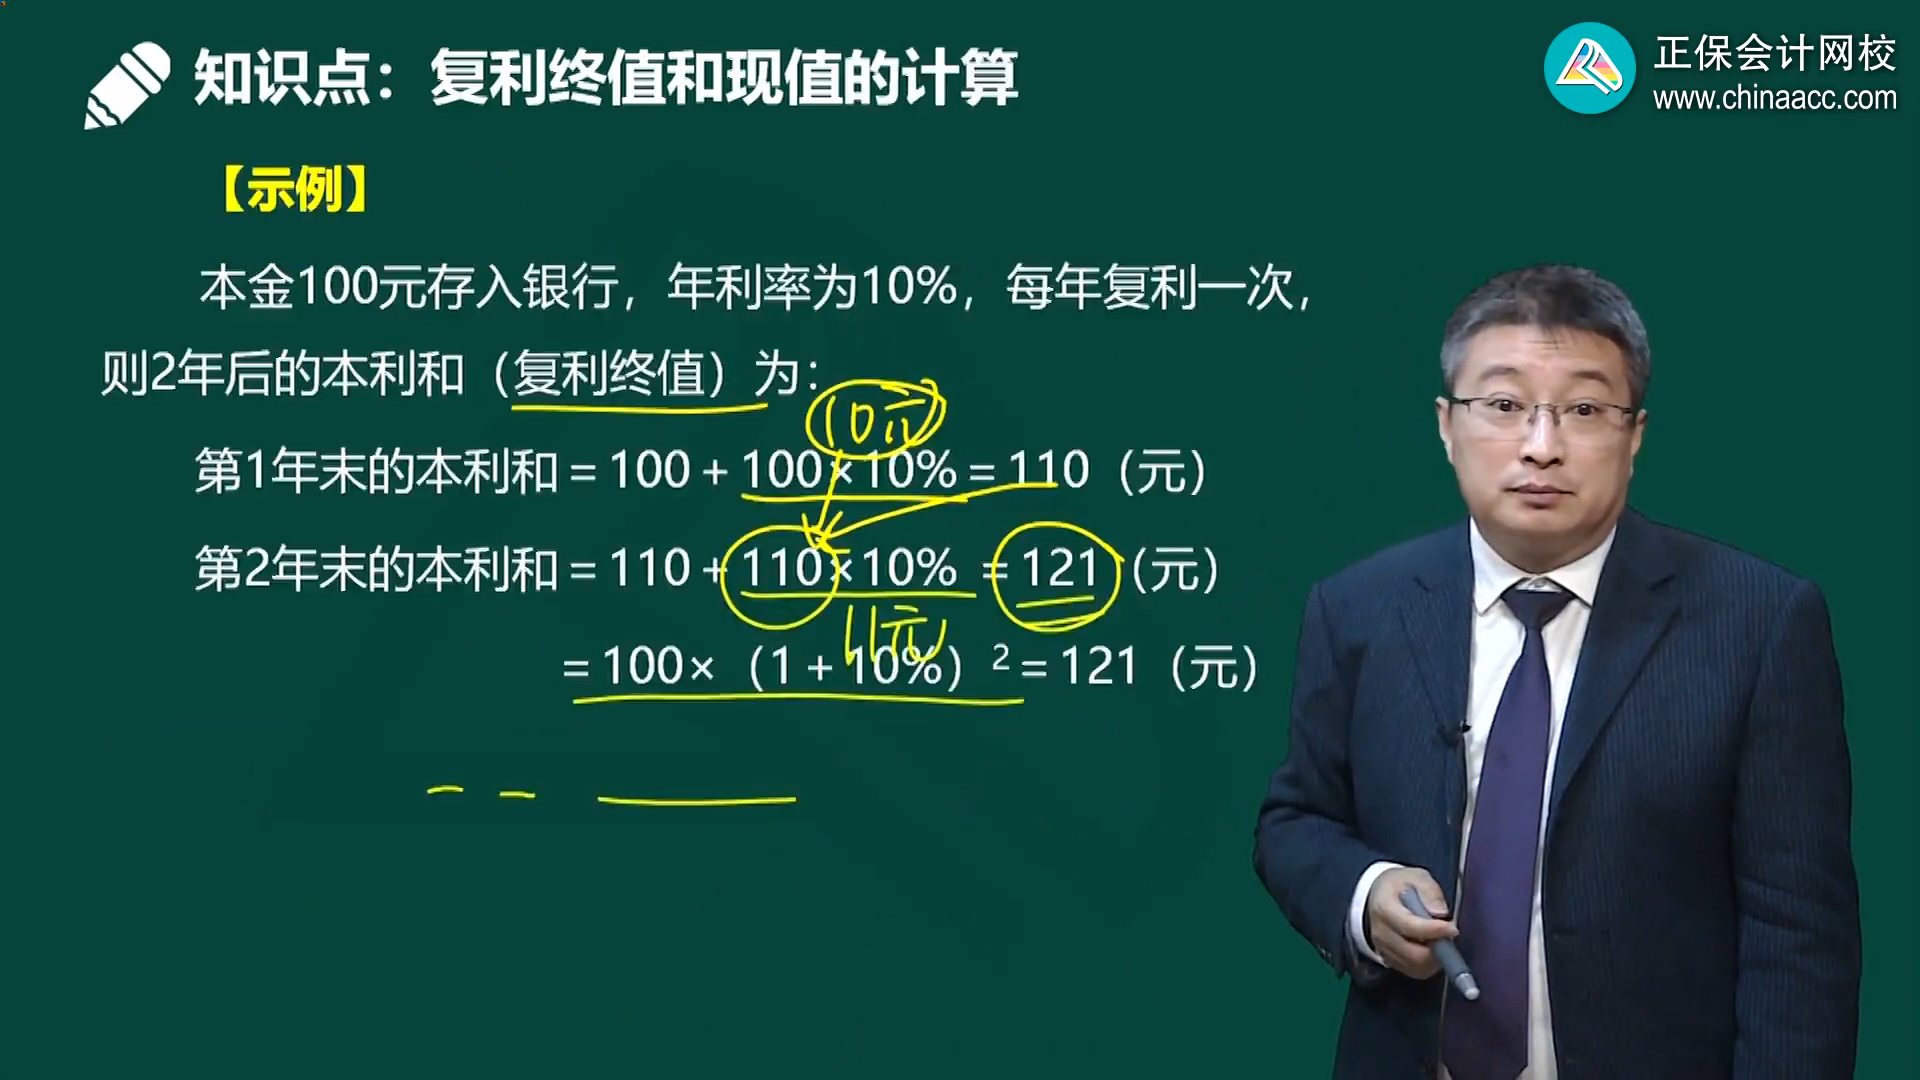 知识点：复利终值和现值的计算
正保会计网校
www.chinaacc.com
【示例】
本金100元存入银行，年利率为10%，每年复利一次，
则2年后的本利和（复利终值）为：
10元
第1年末的本利和＝100＋100×10%＝110（元）
第2年末的本利和＝110＋110×10%＝121（元）
11元
＝100×（1＋10%）²＝121（元）